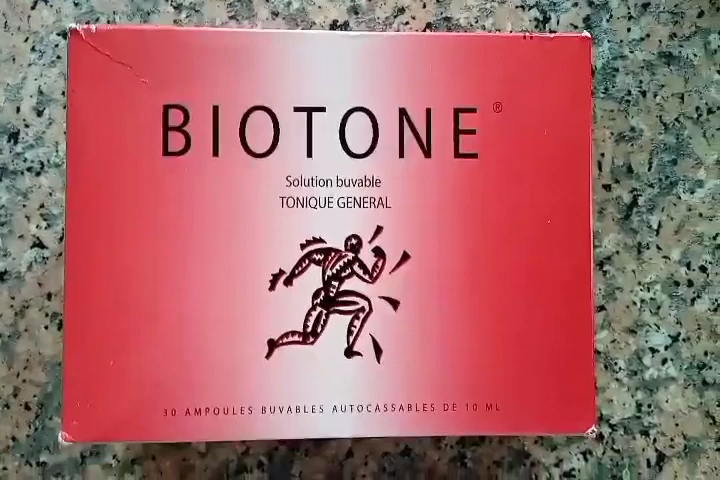 BIOTONE®
Solution buvable
TONIQUE GENERAL
30 AMPOULES BUVABLES AUTOCASSABLES DE 10 ML